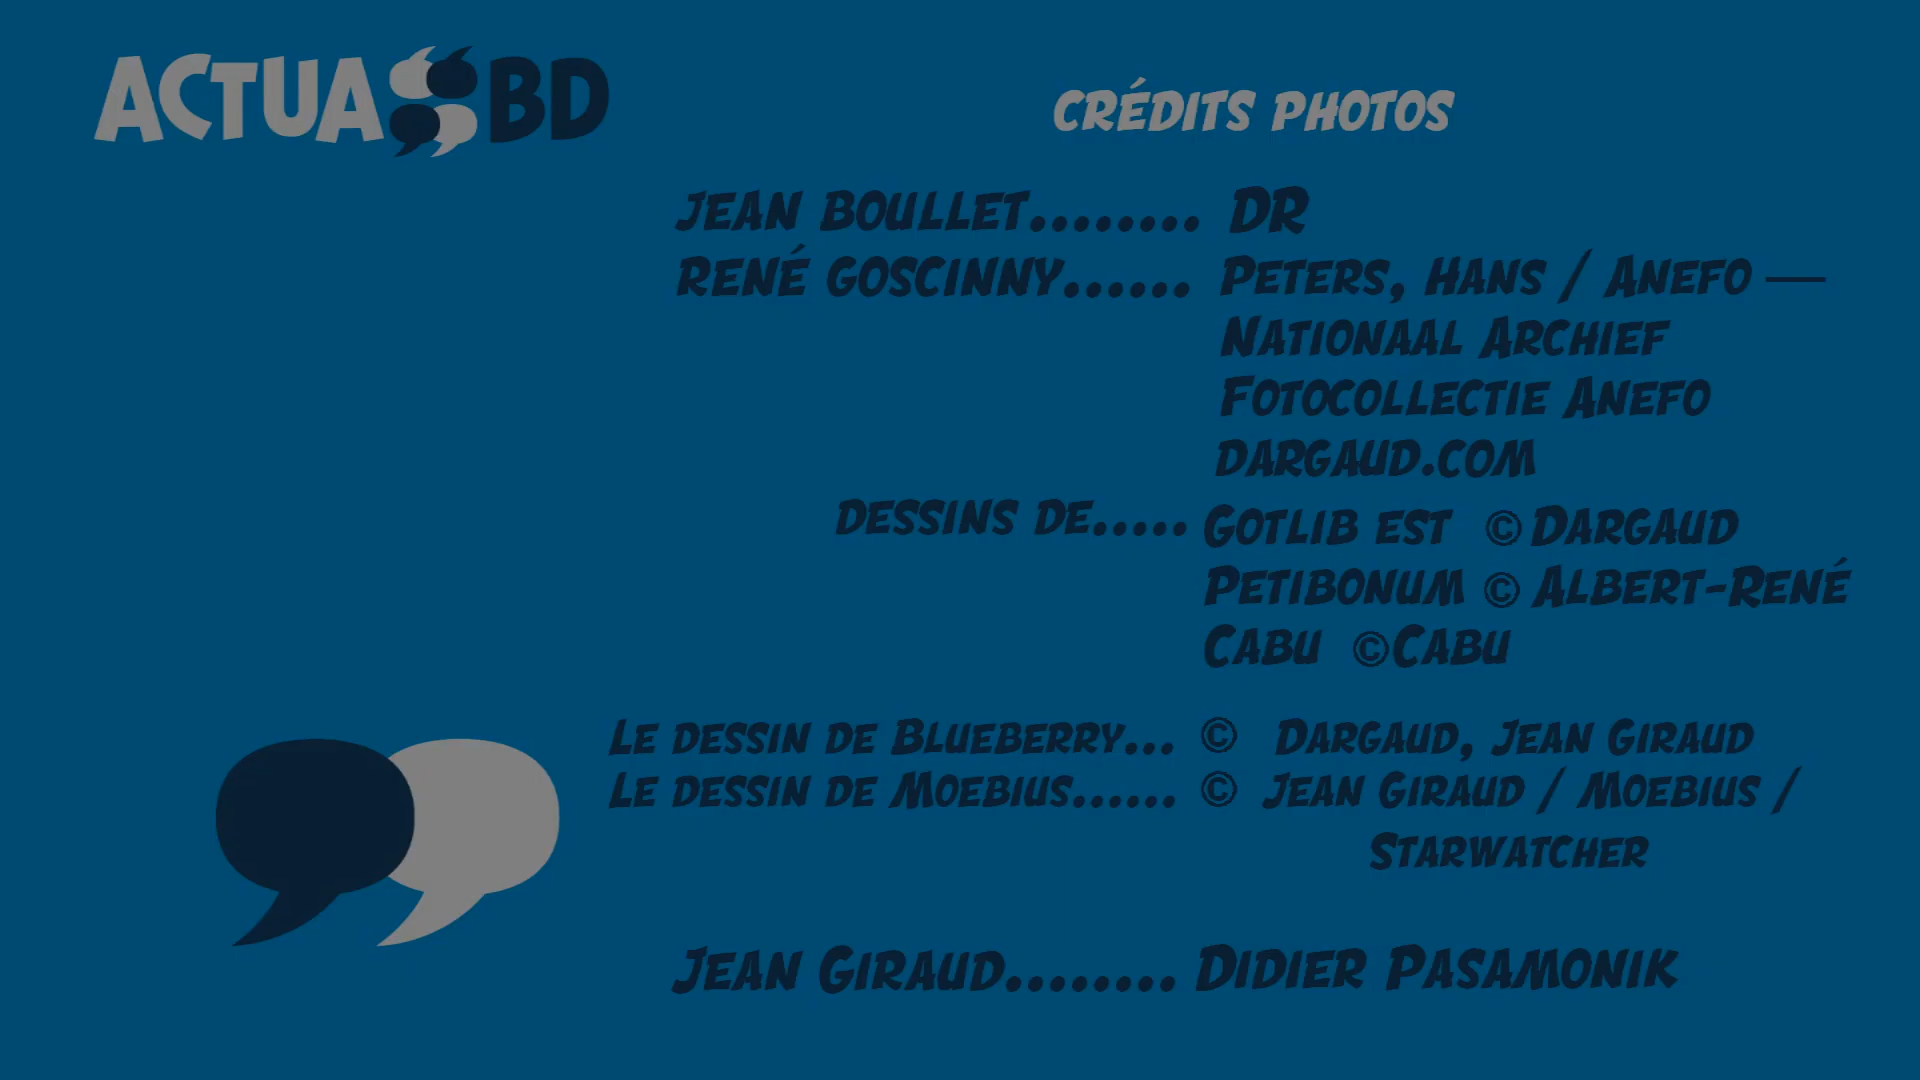 ACTUA BD
CRÉDITS PHOTOS
JEAN BOULLET........ DR
RENÉ GOSCINNY...... PETERS, HANS / ANEFO —
NATIONAAL ARCHIEF
FOTOCOLLECTIE ANEFO
DARGAUD.COM
DESSINS DE..... GOTLIB EST © DARGAUD
PETIBONUM © ALBERT-RENÉ
CABU ©CABU
LE DESSIN DE BLUEBERRY... © DARGAUD, JEAN GIRAUD
LE DESSIN DE MOEBIUS...... © JEAN GIRAUD / MOEBIUS /
STARWATCHER
JEAN GIRAUD........ DIDIER PASAMONIK